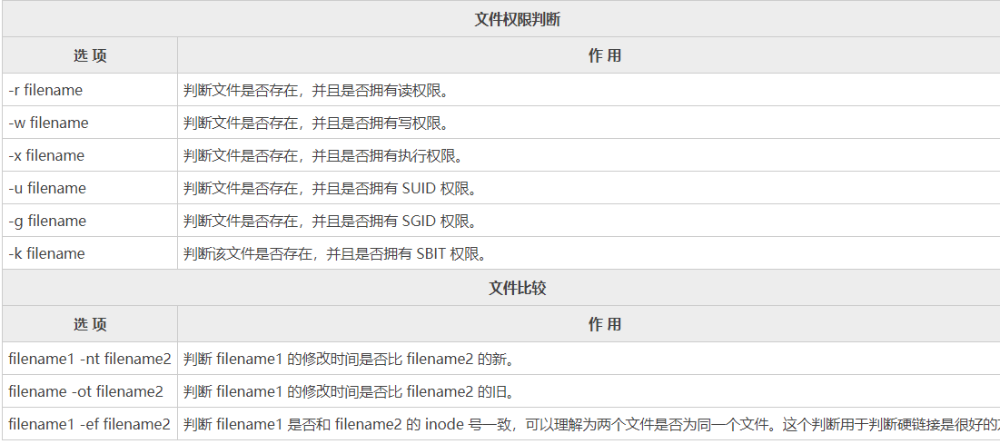 文件权限判断
选 项 作 用
-r filename 判断文件是否存在，并且是否拥有读权限。
-w filename 判断文件是否存在，并且是否拥有写权限。
-x filename 判断文件是否存在，并且是否拥有执行权限。
-u filename 判断文件是否存在，并且是否拥有 SUID 权限。
-g filename 判断文件是否存在，并且是否拥有 SGID 权限。
-k filename 判断该文件是否存在，并且是否拥有 SBIT 权限。
文件比较
选 项 作 用
filename1 -nt filename2 判断 filename1 的修改时间是否比 filename2 的新。
filename -ot filename2 判断 filename1 的修改时间是否比 filename2 的旧。
filename1 -ef filename2 判断 filename1 是否和 filename2 的 inode 号一致，可以理解为两个文件是否为同一个文件。这个判断用于判断硬链接是很好的